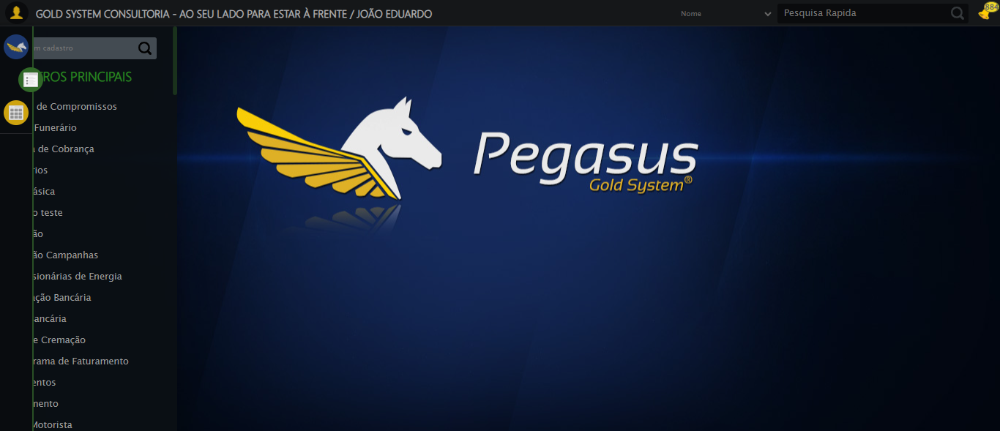 GOLD SYSTEM CONSULTORIA - AO SEU LADO PARA ESTAR À FRENTE / JOÃO EDUARDO
Nome
Pesquisa Rapida
884
m cadastro
TROS PRINCIPAIS
de Compromissos
Funerário
de Cobrança
rios
ásica
o teste
ão
ão Campanhas
sionárias de Energia
ação Bancária
ancária
e Cremação
rama de Faturamento
entos
mento
Motorista
Pegasus
Gold System®